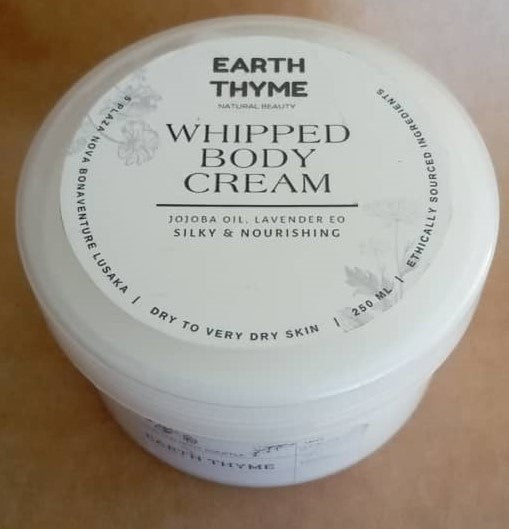 EARTH
THYME
NATURAL BEAUTY
WHIPPED
BODY
CREAM
JOJOBA OIL, LAVENDER EO
SILKY & NOURISHING
5 PLAZA NOVA BONAVENTURE LUSAKA | DRY TO VERY DRY SKIN | 250 ML | ETHICALLY SOURCED INGREDIENTS
EARTH THYME